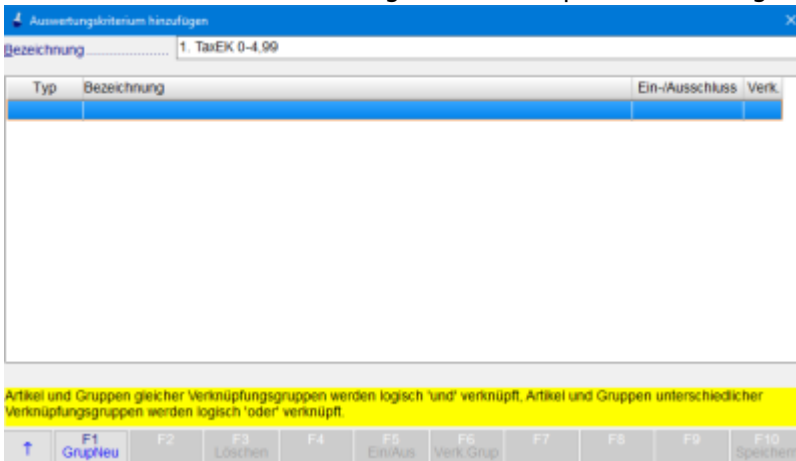 Auswertungskriterium hinzufügen
Bezeichnung.................... 1. TaxEK 0-4,99
Typ Bezeichnung Ein-/Ausschluss Verk.
Artikel und Gruppen gleicher Verknüpfungsgruppen werden logisch 'und' verknüpft, Artikel und Gruppen unterschiedlicher
Verknüpfungsgruppen werden logisch 'oder' verknüpft.
F1 F2 F3 F4 F5 F6 F7 F8 F9 F10
GrupNeu Löschen Ein/Aus Verk.Grup Speichern